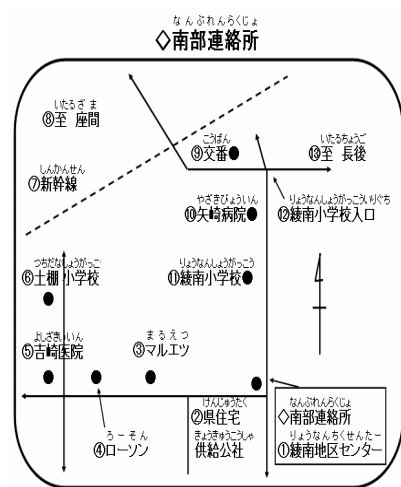 なんぶれんらくじょ
◇南部連絡所
いたるざま
⑧至 座間
こうばん
⑨交番
いたるちょうご
⑬至 長後
しんかんせん
⑦新幹線
やざきびょういん
⑩矢崎病院
りょうなんしょうがっこういりぐち
⑫綾南小学校入口
つちだなしょうがっこ
⑥土棚小学校
りょうなんしょうがっこう
⑪綾南小学校
よしざきいいん
⑤吉崎医院
まるえつ
③マルエツ
ろーそん
④ローソン
けんじゅうたく
②県住宅
きょうきゅうこうしゃ
供給公社
なんぶれんらくじょ
◇南部連絡所
りょうなんちくせんたー
①綾南地区センター